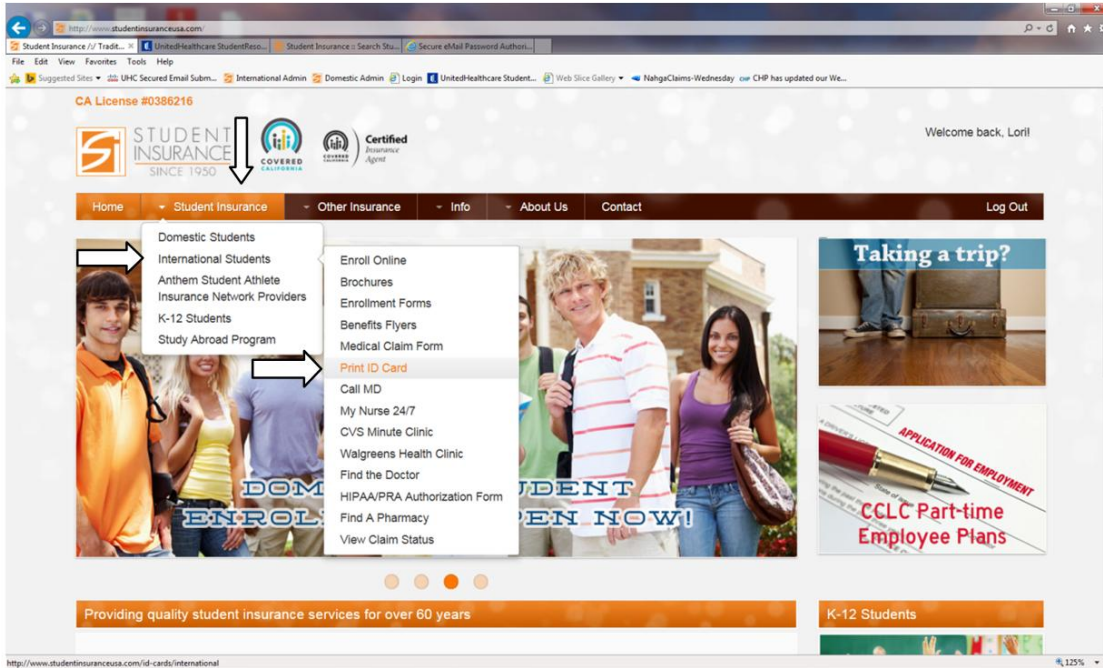 http://www.studentinsuranceusa.com/
Student Insurance /:/ Tradit...
UnitedHealthcare StudentReso...
Student Insurance :: Search Stu...
Secure eMail Password Authori...
File Edit View Favorites Tools Help
Suggested Sites UHC Secured Email Subm... International Admin Domestic Admin Login UnitedHealthcare Student... Web Slice Gallery NahgaClaims-Wednesday CHP has updated our We...
CA License #0386216
STUDENT
INSURANCE
SINCE 1950
COVERED
CALIFORNIA
COVERED
CALIFORNIA
Certified
Insurance
Agent
Welcome back, Lori!
Home Student Insurance Other Insurance Info About Us Contact Log Out
Domestic Students
International Students
Anthem Student Athlete
Insurance Network Providers
K-12 Students
Study Abroad Program
Enroll Online
Brochures
Enrollment Forms
Benefits Flyers
Medical Claim Form
Print ID Card
Call MD
My Nurse 24/7
CVS Minute Clinic
Walgreens Health Clinic
Find the Doctor
HIPAA/PRA Authorization Form
Find A Pharmacy
View Claim Status
Taking a trip?
APPLICATION FOR EMPLOYMENT
CCLC Part-time
Employee Plans
Providing quality student insurance services for over 60 years
K-12 Students
http://www.studentinsuranceusa.com/id-cards/international
125%